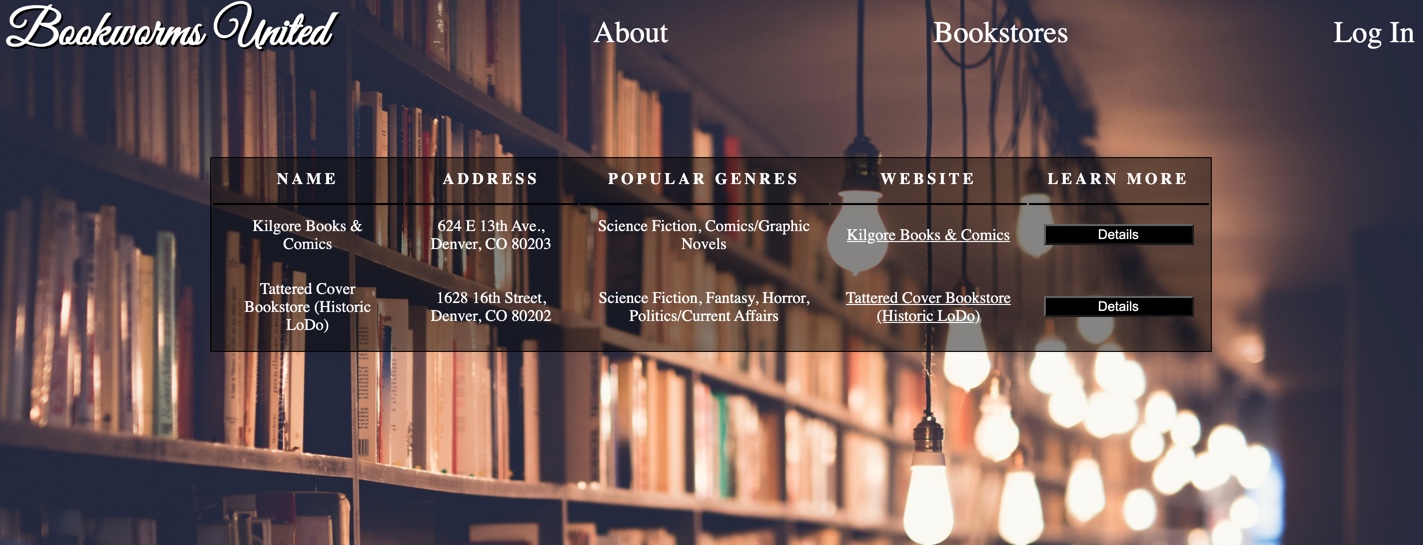 Bookworms United
About
Bookstores
Log In
NAME
ADDRESS
POPULAR GENRES
WEBSITE
LEARN MORE
Kilgore Books &
Comics
624 E 13th Ave.,
Denver, CO 80203
Science Fiction, Comics/Graphic
Novels
Kilgore Books & Comics
Details
Tattered Cover
Bookstore (Historic
LoDo)
1628 16th Street,
Denver, CO 80202
Science Fiction, Fantasy, Horror,
Politics/Current Affairs
Tattered Cover Bookstore
(Historic LoDo)
Details